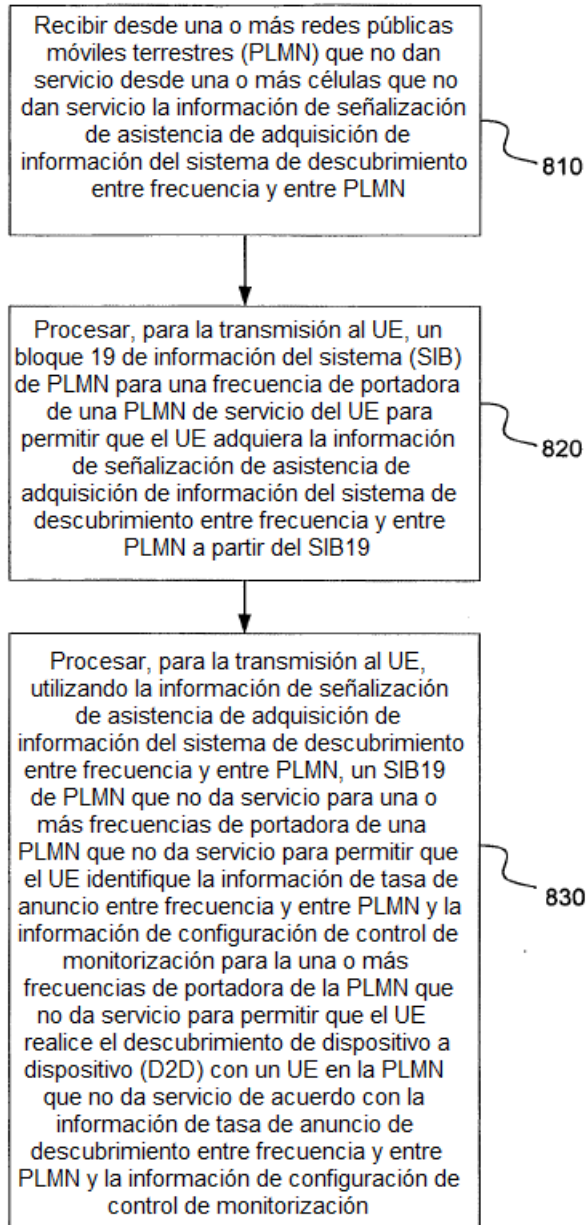 Recibir desde una o más redes públicas
móviles terrestres (PLMN) que no dan
servicio desde una o más células que no
dan servicio la información de señalización
de asistencia de adquisición de
información del sistema de descubrimiento
entre frecuencia y entre PLMN
810
Procesar, para la transmisión al UE, un
bloque 19 de información del sistema (SIB)
de PLMN para una frecuencia de portadora
de una PLMN de servicio del UE para
permitir que el UE adquiera la información
de señalización de asistencia de
adquisición de información del sistema de
descubrimiento entre frecuencia y entre
PLMN a partir del SIB19
820
Procesar, para la transmisión al UE,
utilizando la información de señalización
de asistencia de adquisición de
información del sistema de descubrimiento
entre frecuencia y entre PLMN, un SIB19
de PLMN que no da servicio para una o
más frecuencias de portadora de una
PLMN que no da servicio para permitir que
el UE identifique la información de tasa de
anuncio entre frecuencia y entre PLMN y la
información de configuración de control de
monitorización para la una o más
frecuencias de portadora de la PLMN que
no da servicio para permitir que el UE
realice el descubrimiento de dispositivo a
dispositivo (D2D) con un UE en la PLMN
que no da servicio de acuerdo con la
información de tasa de anuncio de
descubrimiento entre frecuencia y entre
PLMN y la información de configuración de
control de monitorización
830